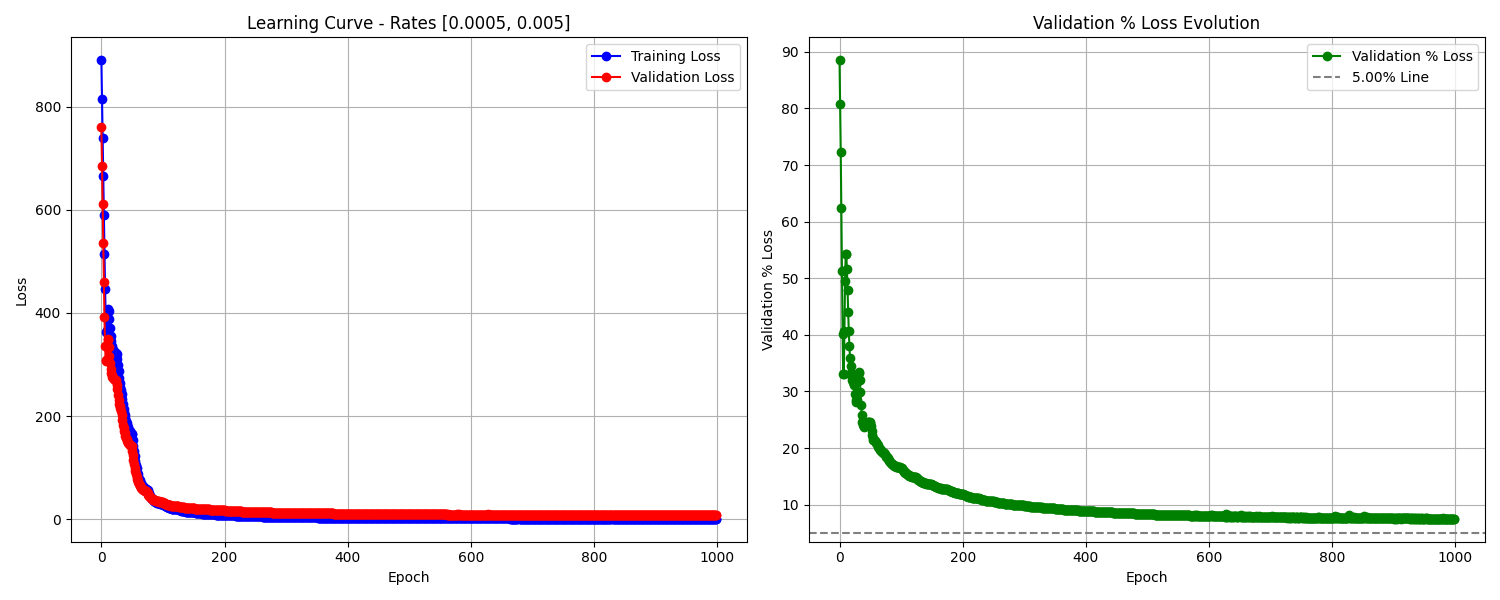 Learning Curve - Rates [0.0005, 0.005]
Loss
800
600
400
200
0
0
200
400
600
800
1000
Epoch
Training Loss
Validation Loss
Validation % Loss Evolution
Validation % Loss
90
80
70
60
50
40
30
20
10
0
200
400
600
800
1000
Epoch
Validation % Loss
5.00% Line